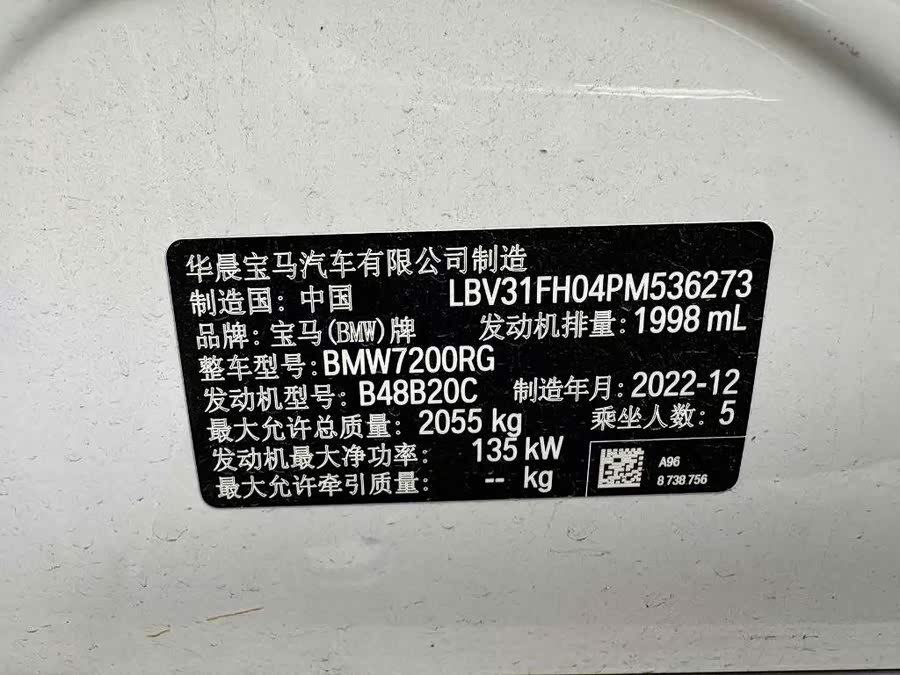 华晨宝马汽车有限公司制造
制造国：中国 LBV31FH04PM536273
品牌：宝马(BMW)牌 发动机排量：1998 mL
整车型号：BMW7200RG
发动机型号：B48B20C 制造年月：2022-12
最大允许总质量：2055 kg 乘坐人数：5
发动机最大净功率：135 kW
最大允许牵引质量：-- kg
A96
8 738 756